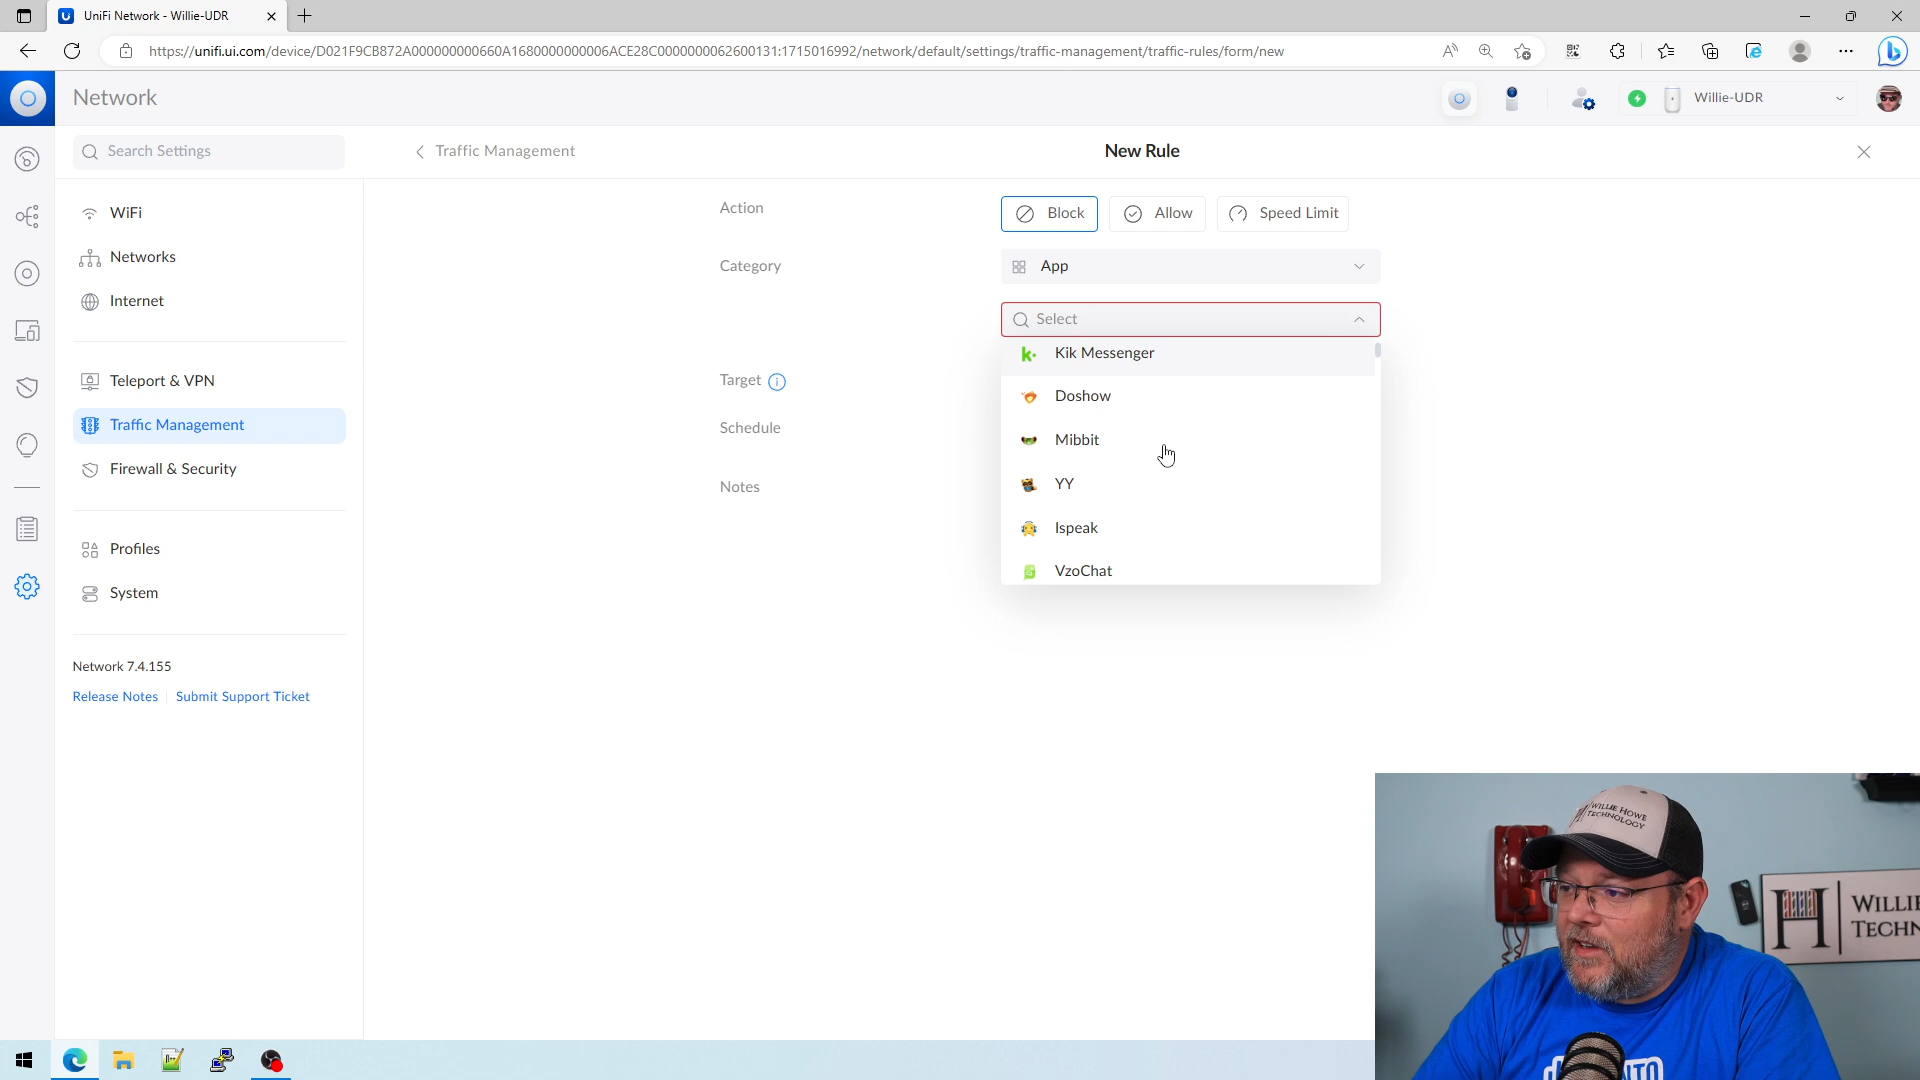 UniFi Network - Willie-UDR
https://unifi.ui.com/device/D021F9CB872A000000000660A1680000000006ACE28C0000000062600131:1715016992/network/default/settings/traffic-management/traffic-rules/form/new
Network
Willie-UDR
Search Settings
Traffic Management
New Rule
WiFi
Networks
Internet
Teleport & VPN
Traffic Management
Firewall & Security
Profiles
System
Network 7.4.155
Release Notes
Submit Support Ticket
Action
Block
Allow
Speed Limit
Category
App
Select
Kik Messenger
Doshow
Mibbit
YY
Ispeak
VzoChat
Target
Schedule
Notes
WILLIE HOWE
TECHNOLOGY
WILLIE
TECHN